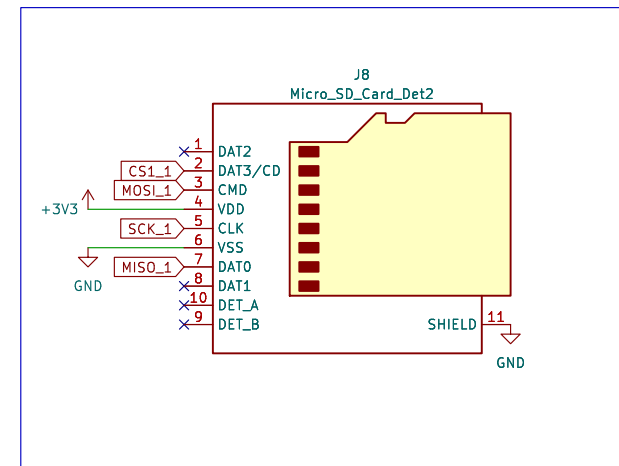 J8
Micro_SD_Card_Det2
1 DAT2
CS1_1 2 DAT3/CD
MOSI_1 3 CMD
+3V3 4 VDD
SCK_1 5 CLK
6 VSS
GND
MISO_1 7 DAT0
8 DAT1
10 DET_A
9 DET_B
SHIELD 11
GND